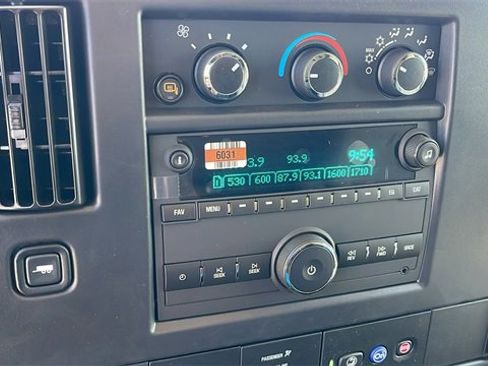 MAX
6031
3.9 93.9 9:54
530 600 87.9 93.1 1600 1710
FAV MENU CAT
SEEK SEEK REV FWD
PASSENGER